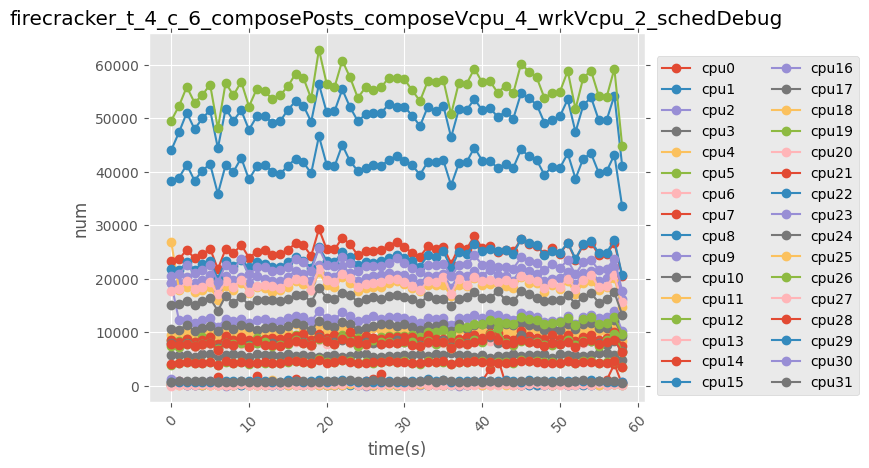 firecracker_t_4_c_6_composePosts_composeVcpu_4_wrkVcpu_2_schedDebug
60000
50000
40000
30000
20000
10000
0
num
0
10
20
30
40
50
60
time(s)
cpu0
cpu1
cpu2
cpu3
cpu4
cpu5
cpu6
cpu7
cpu8
cpu9
cpu10
cpu11
cpu12
cpu13
cpu14
cpu15
cpu16
cpu17
cpu18
cpu19
cpu20
cpu21
cpu22
cpu23
cpu24
cpu25
cpu26
cpu27
cpu28
cpu29
cpu30
cpu31